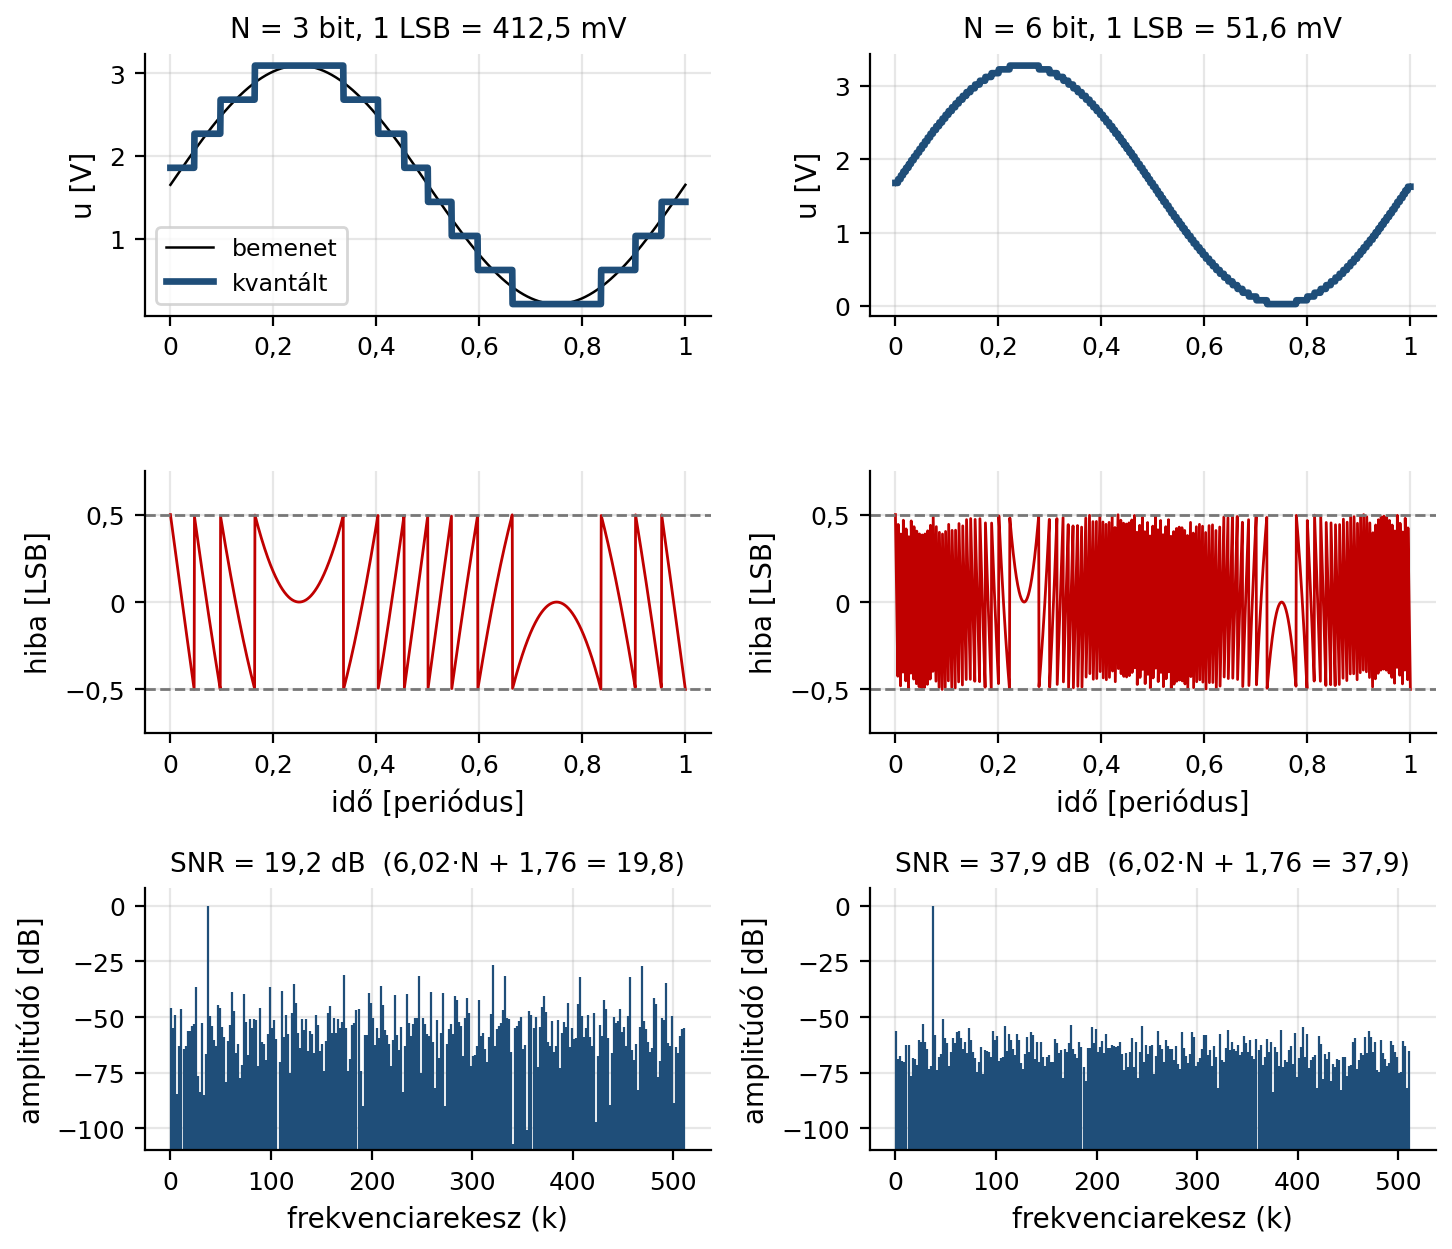 N = 3 bit, 1 LSB = 412,5 mV
u [V]
3
2
1
bemenet
kvantált
0 0,2 0,4 0,6 0,8 1
N = 6 bit, 1 LSB = 51,6 mV
u [V]
3
2
1
0
0 0,2 0,4 0,6 0,8 1
hiba [LSB]
0,5
0
−0,5
0 0,2 0,4 0,6 0,8 1
idő [periódus]
hiba [LSB]
0,5
0
−0,5
0 0,2 0,4 0,6 0,8 1
idő [periódus]
SNR = 19,2 dB (6,02·N + 1,76 = 19,8)
amplitúdó [dB]
0
−25
−50
−75
−100
0 100 200 300 400 500
frekvenciarekesz (k)
SNR = 37,9 dB (6,02·N + 1,76 = 37,9)
amplitúdó [dB]
0
−25
−50
−75
−100
0 100 200 300 400 500
frekvenciarekesz (k)